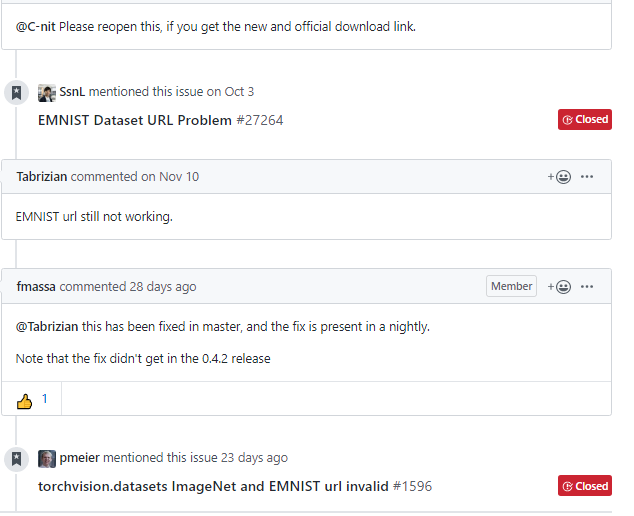 @C-nit Please reopen this, if you get the new and official download link.
SsnL mentioned this issue on Oct 3
EMNIST Dataset URL Problem #27264
Closed
Tabrizian commented on Nov 10
EMNIST url still not working.
fmassa commented 28 days ago
Member
@Tabrizian this has been fixed in master, and the fix is present in a nightly.
Note that the fix didn't get in the 0.4.2 release
1
pmeier mentioned this issue 23 days ago
torchvision.datasets ImageNet and EMNIST url invalid #1596
Closed